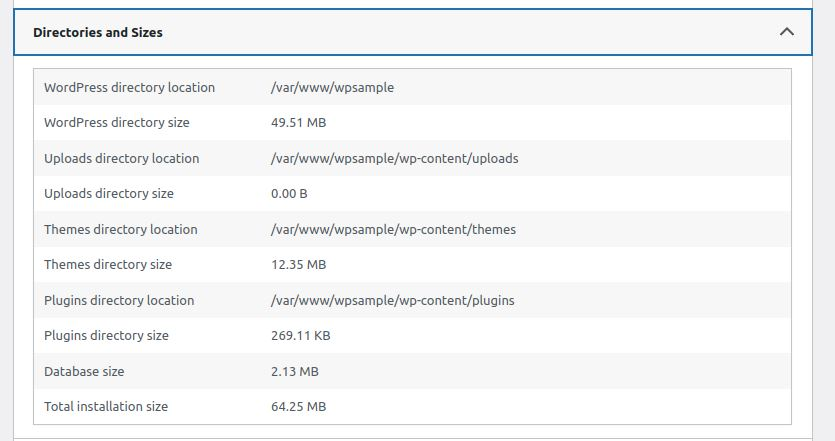 Directories and Sizes
WordPress directory location /var/www/wpsample
WordPress directory size 49.51 MB
Uploads directory location /var/www/wpsample/wp-content/uploads
Uploads directory size 0.00 B
Themes directory location /var/www/wpsample/wp-content/themes
Themes directory size 12.35 MB
Plugins directory location /var/www/wpsample/wp-content/plugins
Plugins directory size 269.11 KB
Database size 2.13 MB
Total installation size 64.25 MB